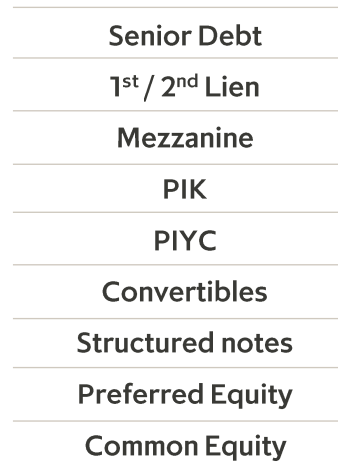 Senior Debt
1st / 2nd Lien
Mezzanine
PIK
PIYC
Convertibles
Structured notes
Preferred Equity
Common Equity